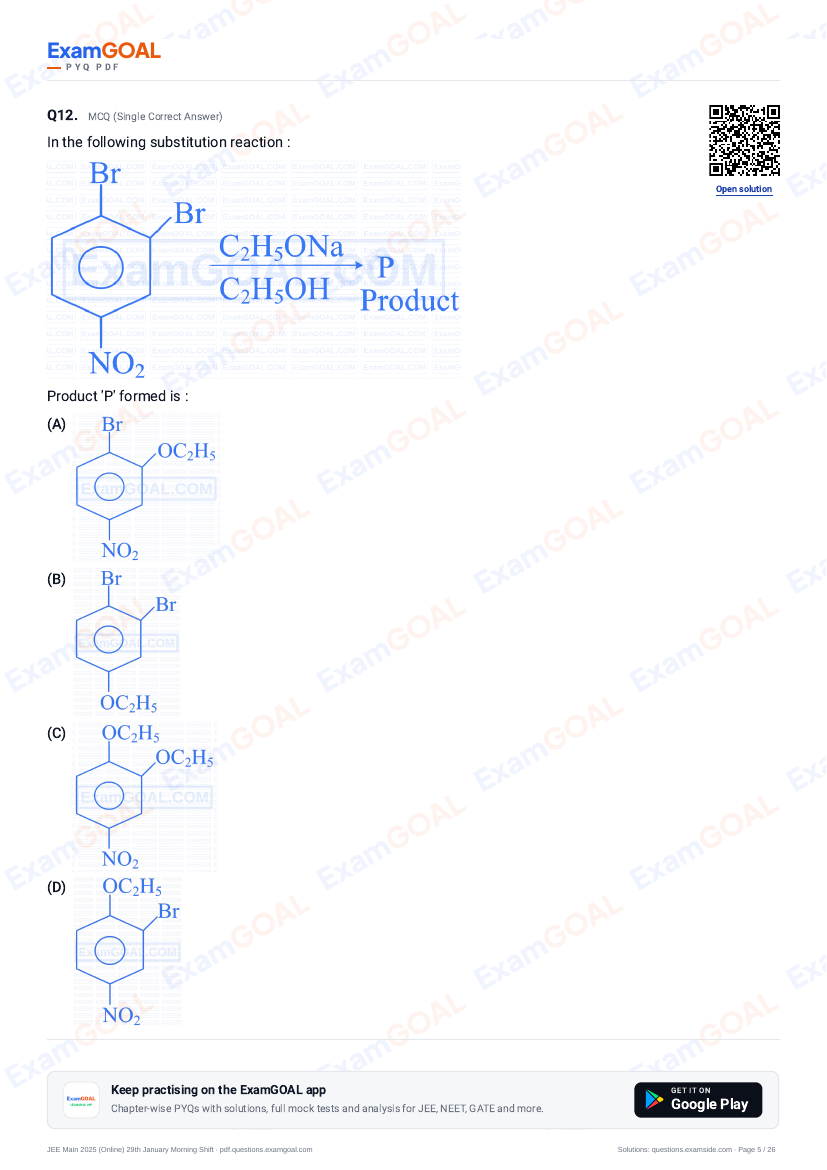 ExamGOAL
PYQ PDF
Q12. MCQ (Single Correct Answer)
In the following substitution reaction :
Open solution
Br
Br
C₂H₅ONa
C₂H₅OH
P
Product
NO₂
Product 'P' formed is :
(A)
Br
OC₂H₅
NO₂
(B)
Br
Br
OC₂H₅
(C)
OC₂H₅
OC₂H₅
NO₂
(D)
OC₂H₅
Br
NO₂
ExamGOAL.COM
Keep practising on the ExamGOAL app
Chapter-wise PYQs with solutions, full mock tests and analysis for JEE, NEET, GATE and more.
GET IT ON
Google Play
JEE Main 2025 (Online) 29th January Morning Shift · pdf.questions.examgoal.com
Solutions: questions.examside.com · Page 5 / 26